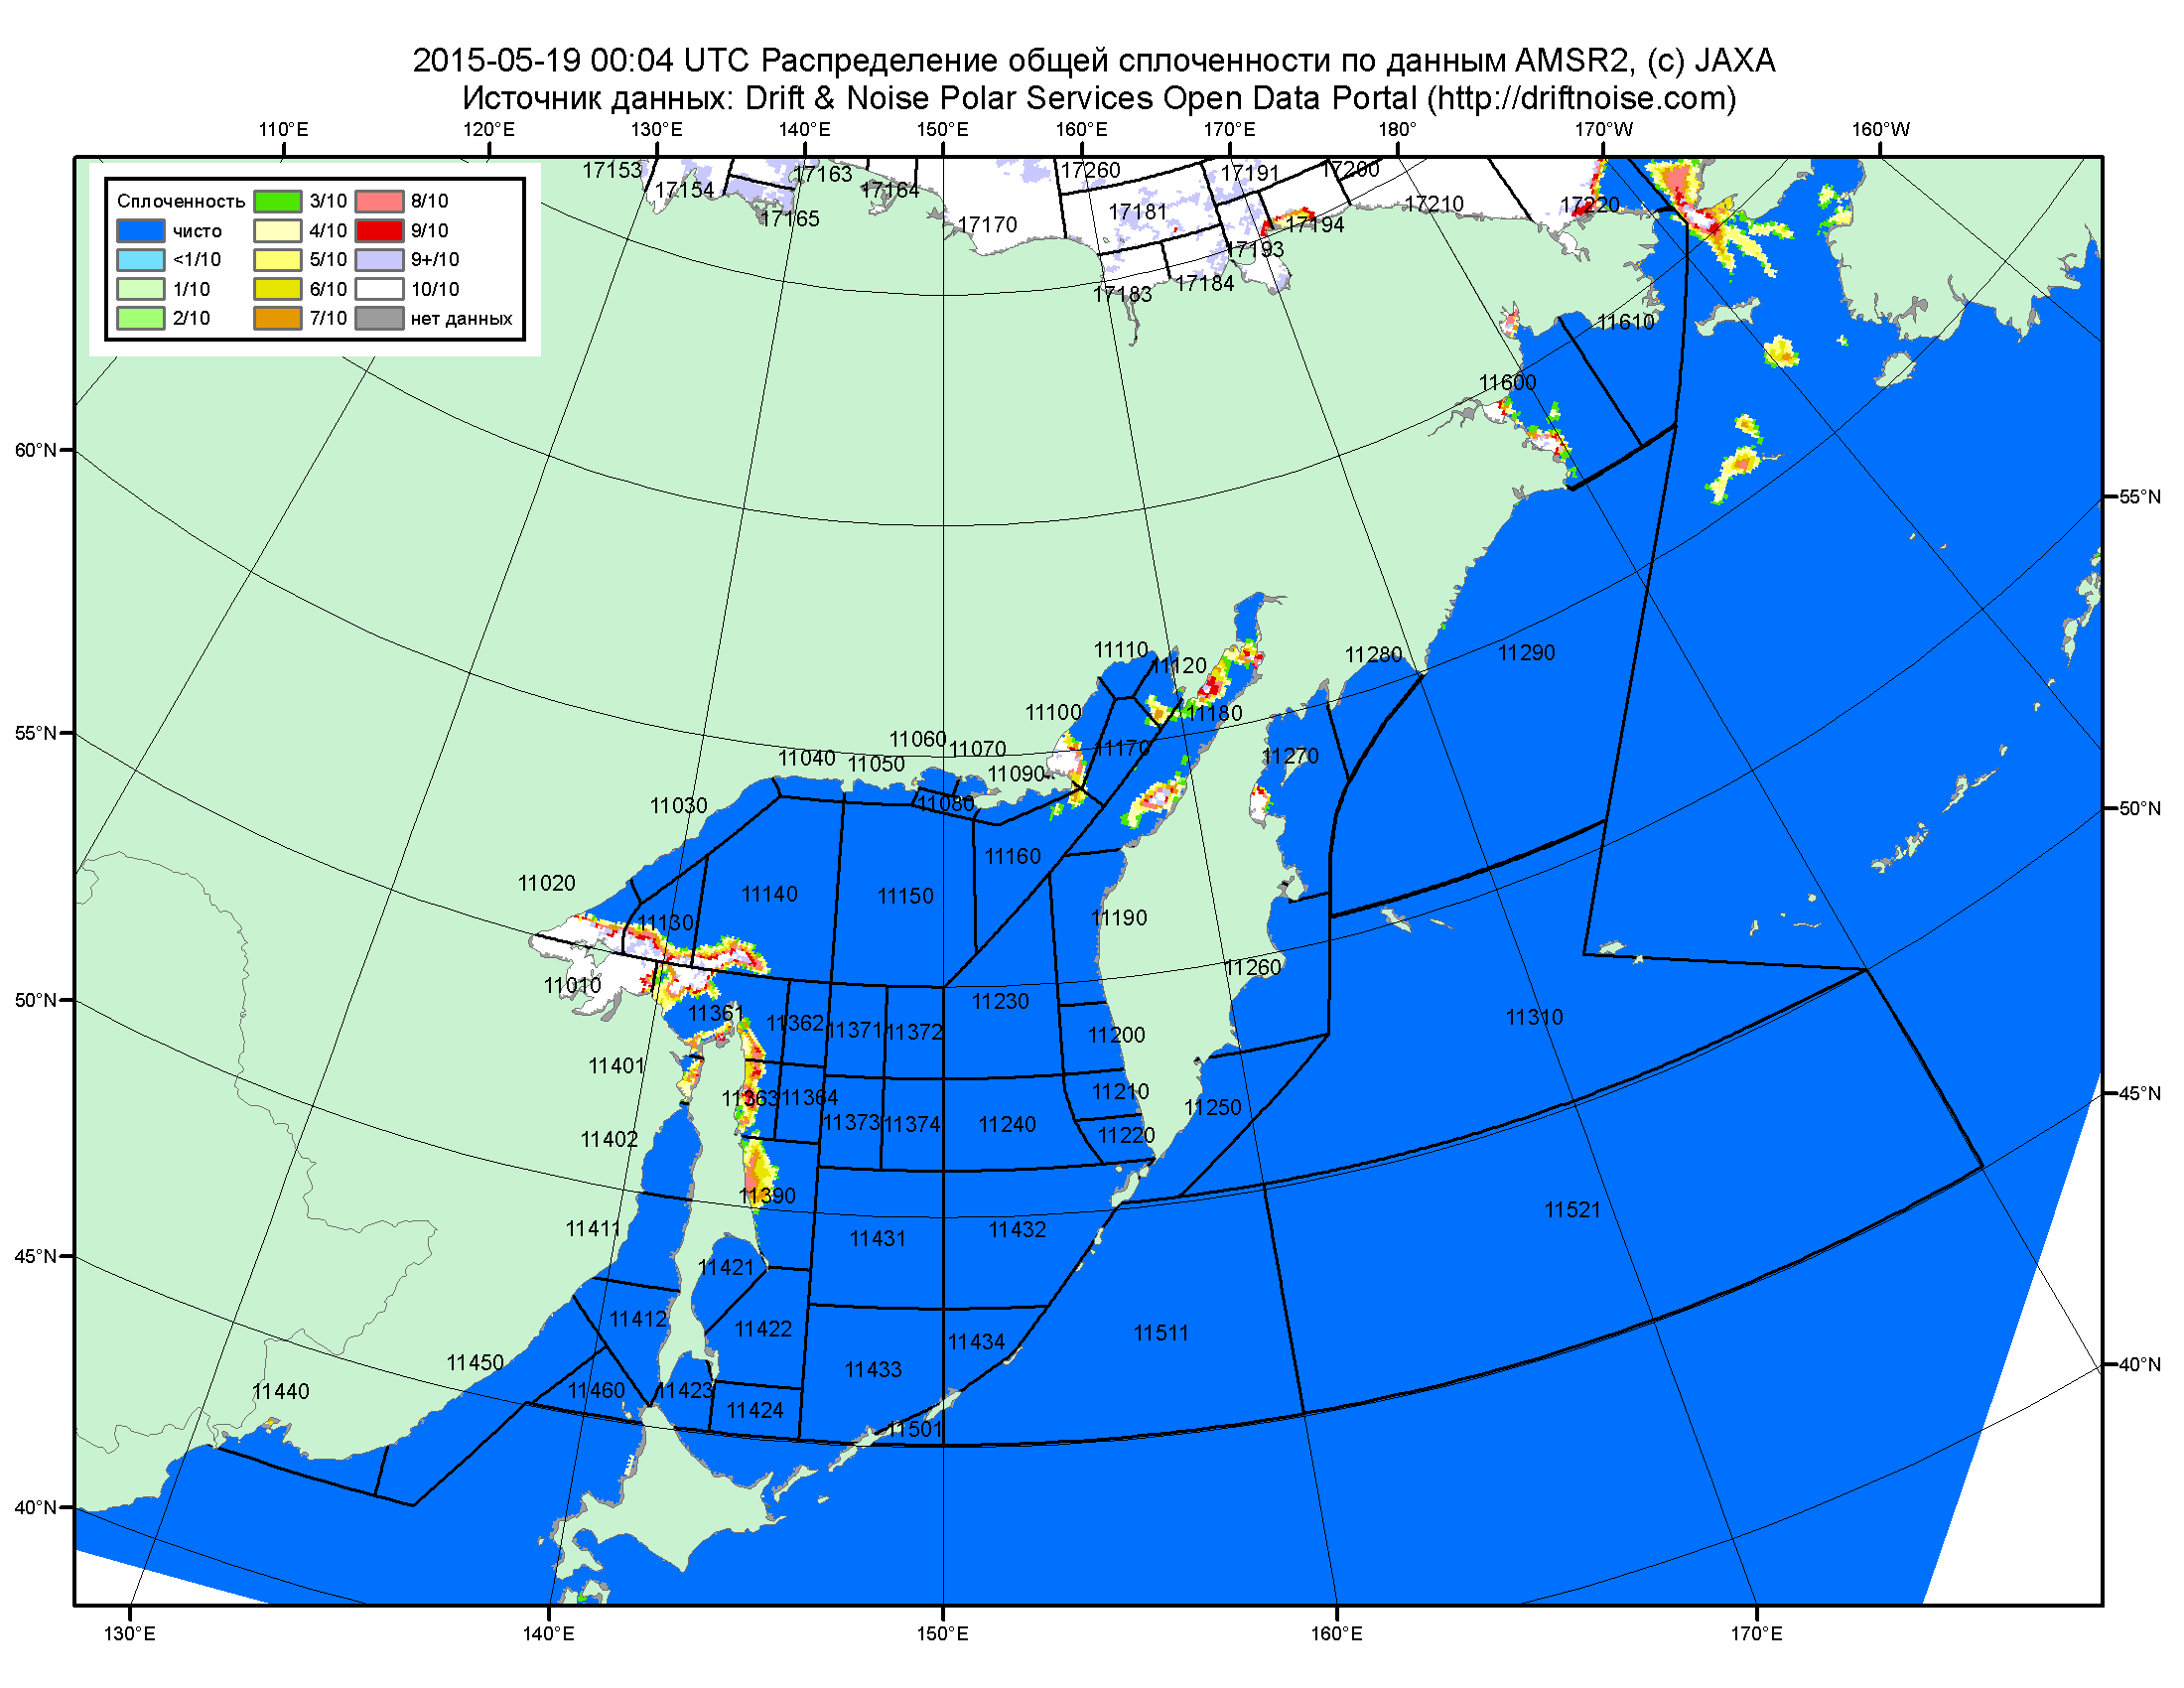 2015-05-19 00:04 UTC Распределение общей сплоченности по данным AMSR2, (c) JAXA
Источник данных: Drift & Noise Polar Services Open Data Portal (http://driftnoise.com)
110°E 120°E 130°E 140°E 150°E 160°E 170°E 180° 170°W 160°W
Сплоченность
чисто
<1/10
1/10
2/10
3/10
4/10
5/10
6/10
7/10
8/10
9/10
9+/10
10/10
нет данных
17153 17154 17163 17164 17165 17170 17260 17181 17191 17200 17210 17220
17183 17184 17193 17194
11610
11600
60°N
55°N
11110 11120 11280 11290
11100 11180
55°N
11060 11070 11170 11270
11040 11050 11090
11030 11080
50°N
11160
11020 11140 11150
11130 11190
11260
50°N
11010 11230
11361 11362 11371 11372 11200 11310
11401
11363 11364 11210
45°N
11373 11374 11240 11250
11402 11220
11390
11411 11431 11432 11521
45°N
11421
11412 11422 11434 11511
11450 11433
40°N
11440 11460 11423 11424
11501
40°N
130°E 140°E 150°E 160°E 170°E